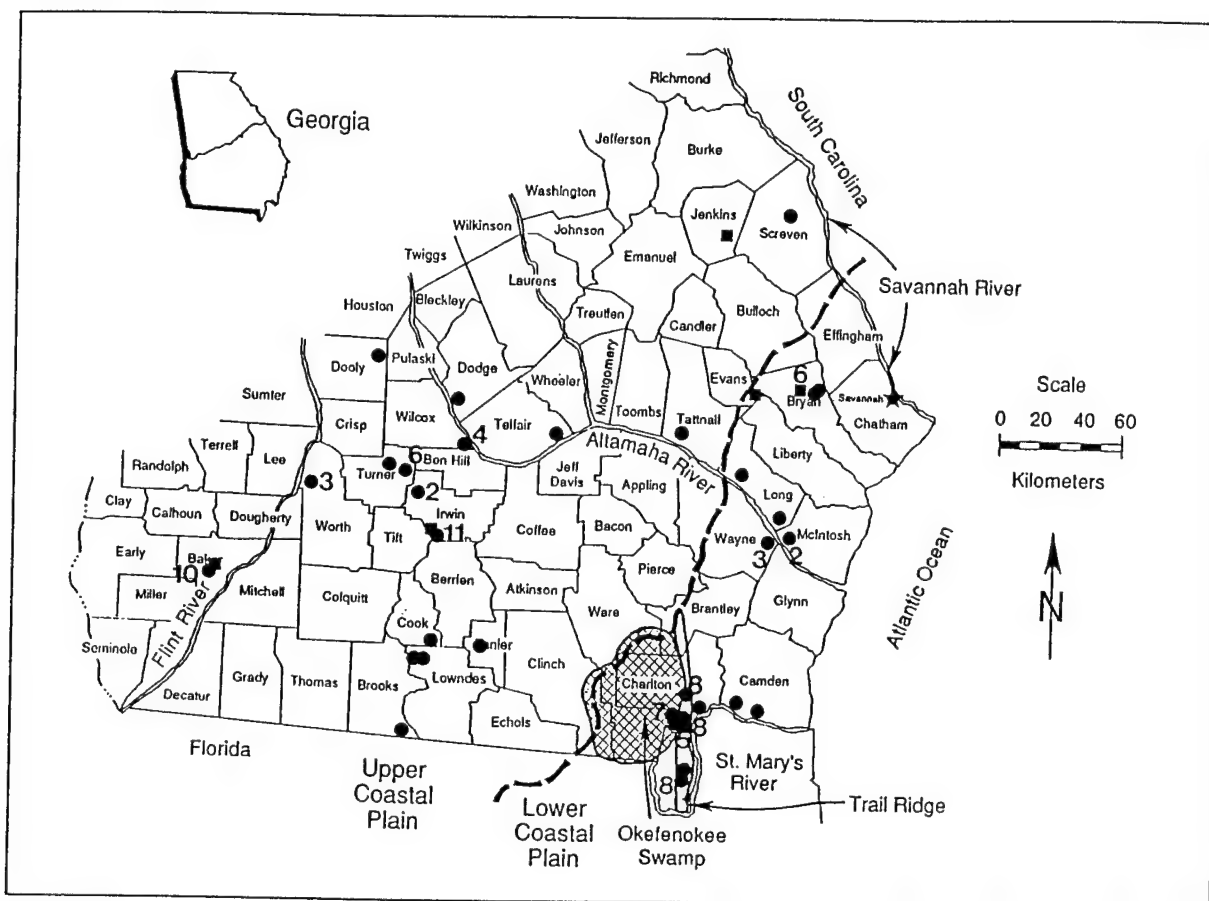 Georgia
Richmond
South Carolina
Jefferson
Burke
Washington
Jenkins
Screven
Wilkinson
Johnson
Emanuel
Twiggs
Laurens
Savannah River
Houston
Bleckley
Treutlen
Candler
Bulloch
Effingham
Dooly
Pulaski
Dodge
Wheeler
Montgomery
Toombs
Evans
6
Bryan
Savannah
Chatham
Scale
0 20 40 60
Kilometers
Sumter
Crisp
Wilcox
Telfair
Tattnall
4
Altamaha River
Terrell
Lee
Randolph
Turner
6
Ben Hill
Jeff
Davis
Appling
Liberty
Long
3
2
Clay
Calhoun
Dougherty
Worth
Tift
Irwin
11
Coffee
Bacon
Wayne
3
2
McIntosh
Early
Baker
10
Miller
Mitchell
Colquitt
Berrien
Atkinson
Pierce
Ware
Brantley
Glynn
Atlantic Ocean
N
Seminole
Flint River
Decatur
Grady
Thomas
Brooks
Cook
Lowndes
Lanier
Clinch
Echols
Charlton
8
Camden
8
5
8
Florida
Upper
Coastal
Plain
Lower
Coastal
Plain
Okefenokee
Swamp
St. Mary's
River
Trail Ridge